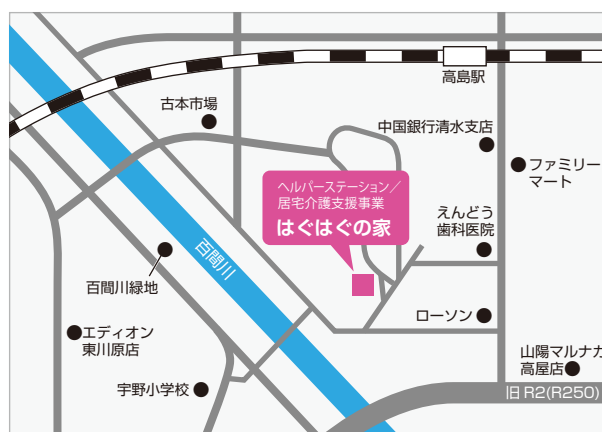 高島駅
古本市場
中国銀行清水支店
ファミリー
マート
ヘルパーステーション／
居宅介護支援事業
はぐはぐの家
えんどう
歯科医院
百間川
百間川緑地
ローソン
エディオン
東川原店
山陽マルナカ
高屋店
宇野小学校
旧 R2(R250)